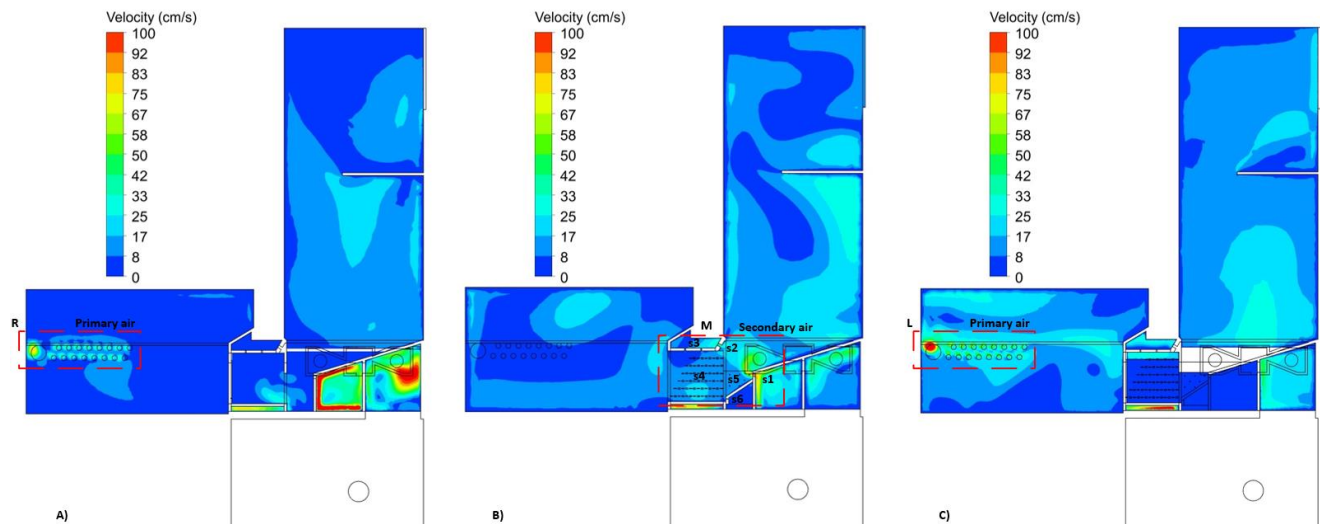 Velocity (cm/s)
100
92
83
75
67
58
50
42
33
25
17
8
0
R
Primary air
A)
Velocity (cm/s)
100
92
83
75
67
58
50
42
33
25
17
8
0
M
Secondary air
s3
s2
s4
s5
s1
s6
B)
Velocity (cm/s)
100
92
83
75
67
58
50
42
33
25
17
8
0
L
Primary air
C)